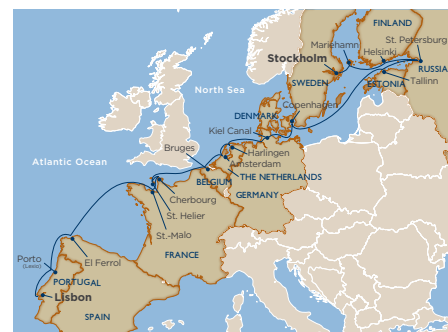 FINLAND
St. Petersburg
Mariehamn
Helsinki
Stockholm
RUSSIA
SWEDEN
ESTONIA
Tallinn
North Sea
Copenhagen
DENMARK
Kiel Canal
Harlingen
Bruges
Amsterdam
Atlantic Ocean
THE NETHERLANDS
BELGIUM
GERMANY
Cherbourg
St. Helier
St.-Malo
FRANCE
El Ferrol
Porto
(Leixos)
PORTUGAL
Lisbon
SPAIN